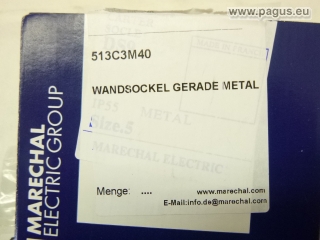 www.pagus.eu
513C3M40
WANDSOCKEL GERADE METAL
IP55 METAL
Size.5
MARECHAL ELECTRIC
Menge: ....
www.marechal.com
E-Mail:info.de@marechal.com
MARECHAL
ELECTRIC GROUP